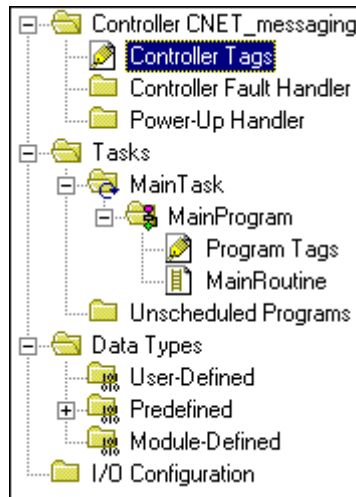 Controller CNET_messaging
Controller Tags
Controller Fault Handler
Power-Up Handler
Tasks
MainTask
MainProgram
Program Tags
MainRoutine
Unscheduled Programs
Data Types
User-Defined
Predefined
Module-Defined
I/O Configuration